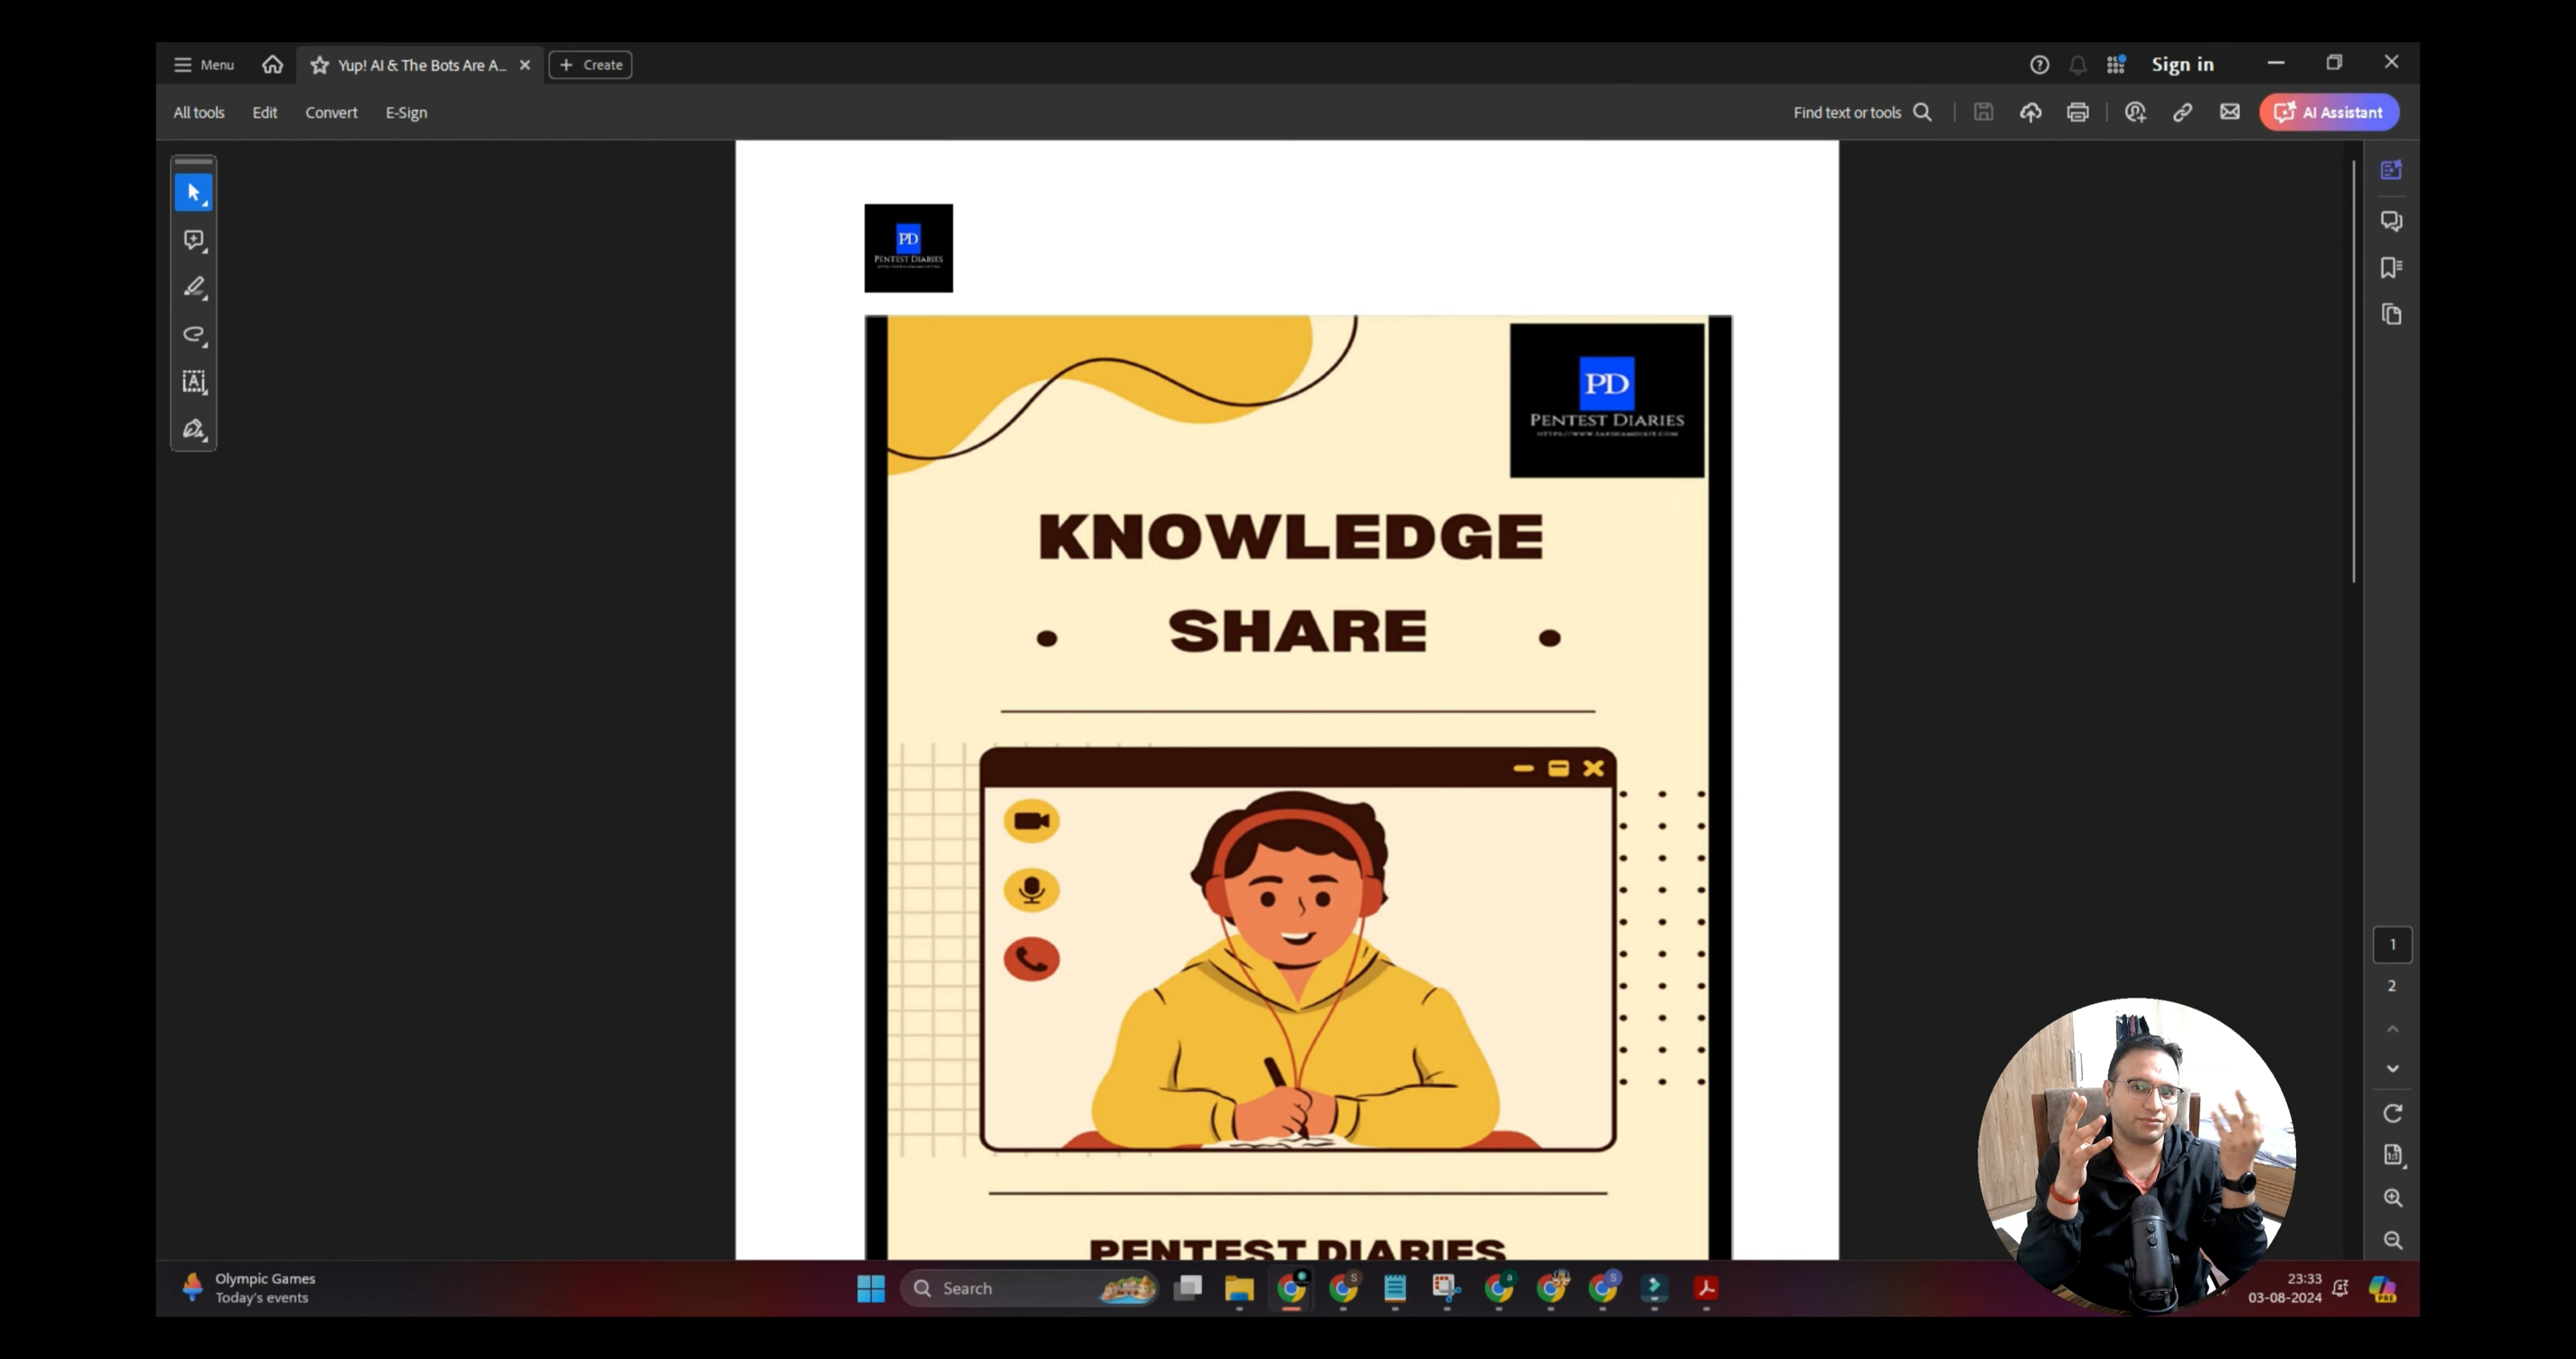 Menu
Yup! AI & The Bots Are A...
Create
Sign in
All tools
Edit
Convert
E-Sign
Find text or tools
AI Assistant
PD
PENTEST DIARIES
PD
PENTEST DIARIES
KNOWLEDGE
SHARE
PENTEST DIARIES
1
2
Olympic Games
Today's events
Search
23:33
03-08-2024